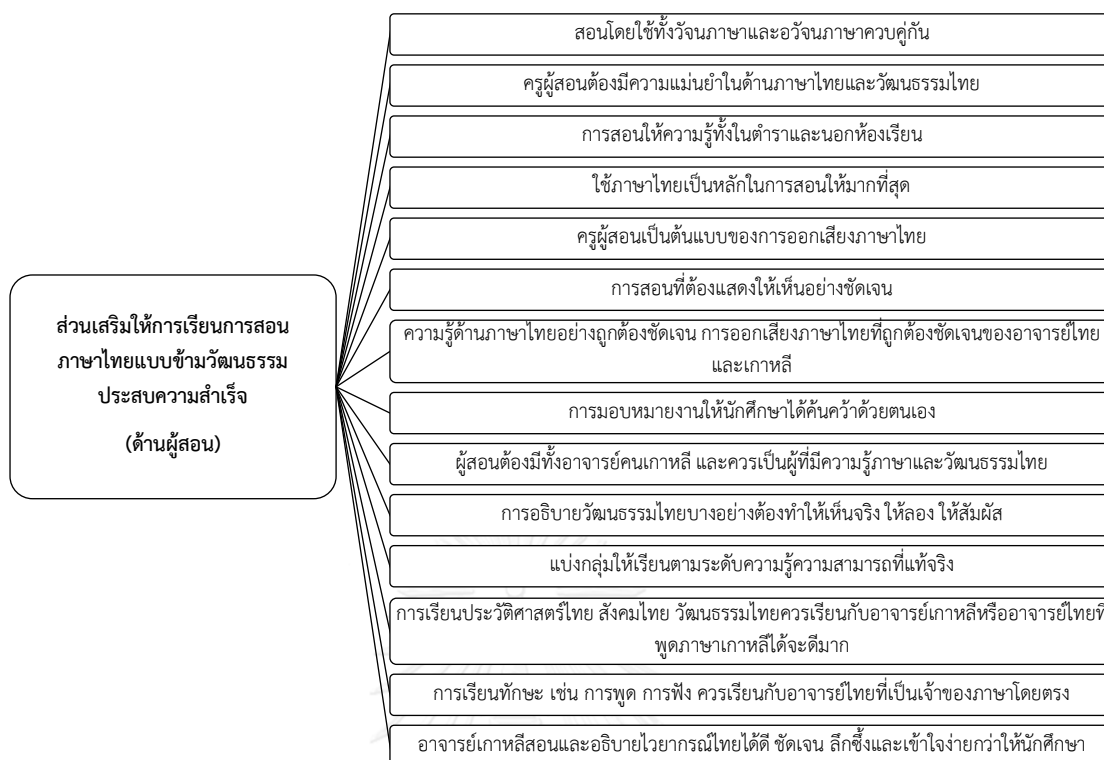 สอนโดยใช้ทั้งวัจนภาษาและอวัจนภาษาควบคู่กัน
ครูผู้สอนต้องมีความแม่นยำในด้านภาษาไทยและวัฒนธรรมไทย
การสอนให้ความรู้ทั้งในตำราและนอกห้องเรียน
ใช้ภาษาไทยเป็นหลักในการสอนให้มากที่สุด
ครูผู้สอนเป็นต้นแบบของการออกเสียงภาษาไทย
การสอนที่ต้องแสดงให้เห็นอย่างชัดเจน
ส่วนเสริมให้การเรียนการสอน
ภาษาไทยแบบข้ามวัฒนธรรม
ประสบความสำเร็จ
(ด้านผู้สอน)
ความรู้ด้านภาษาไทยอย่างถูกต้องชัดเจน การออกเสียงภาษาไทยที่ถูกต้องชัดเจนของอาจารย์ไทย
และเกาหลี
การมอบหมายงานให้นักศึกษาได้ค้นคว้าด้วยตนเอง
ผู้สอนต้องมีทั้งอาจารย์คนเกาหลี และควรเป็นผู้ที่มีความรู้ภาษาและวัฒนธรรมไทย
การอธิบายวัฒนธรรมไทยบางอย่างต้องทำให้เห็นจริง ให้ลอง ให้สัมผัส
แบ่งกลุ่มให้เรียนตามระดับความรู้ความสามารถที่แท้จริง
การเรียนประวัติศาสตร์ไทย สังคมไทย วัฒนธรรมไทยควรเรียนกับอาจารย์เกาหลีหรืออาจารย์ไทยที่
พูดภาษาเกาหลีได้จะดีมาก
การเรียนทักษะ เช่น การพูด การฟัง ควรเรียนกับอาจารย์ไทยที่เป็นเจ้าของภาษาโดยตรง
อาจารย์เกาหลีสอนและอธิบายไวยากรณ์ไทยได้ดี ชัดเจน ลึกซึ้งและเข้าใจง่ายกว่าให้นักศึกษา